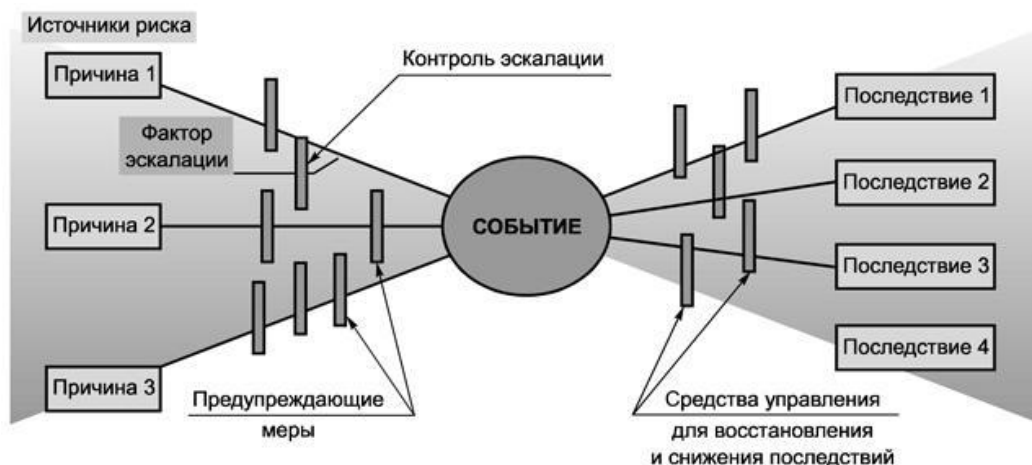 Источники риска
Причина 1
Контроль эскалации
Последствие 1
Фактор
эскалации
Последствие 2
Причина 2
СОБЫТИЕ
Последствие 3
Последствие 4
Причина 3
Предупреждающие
меры
Средства управления
для восстановления
и снижения последствий